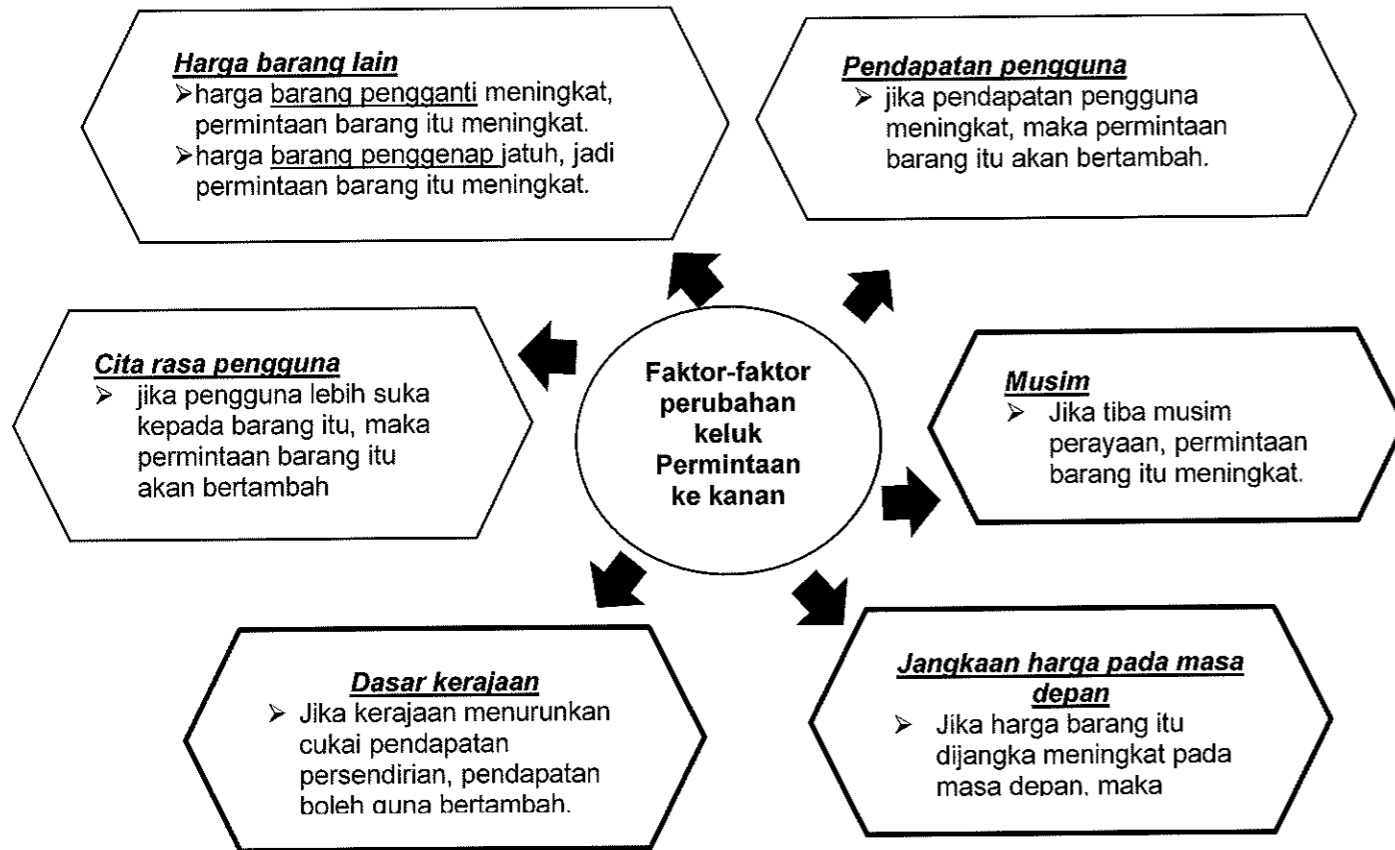 Harga barang lain
➢harga barang pengganti meningkat,
permintaan barang itu meningkat.
➢harga barang penggenap jatuh, jadi
permintaan barang itu meningkat.
Pendapatan pengguna
➢ jika pendapatan pengguna
meningkat, maka permintaan
barang itu akan bertambah.
Cita rasa pengguna
➢ jika pengguna lebih suka
kepada barang itu, maka
permintaan barang itu
akan bertambah
Faktor-faktor
perubahan
keluk
Permintaan
ke kanan
Musim
➢ Jika tiba musim
perayaan, permintaan
barang itu meningkat.
Dasar kerajaan
➢ Jika kerajaan menurunkan
cukai pendapatan
persendirian, pendapatan
boleh guna bertambah.
Jangkaan harga pada masa
depan
➢ Jika harga barang itu
dijangka meningkat pada
masa depan, maka